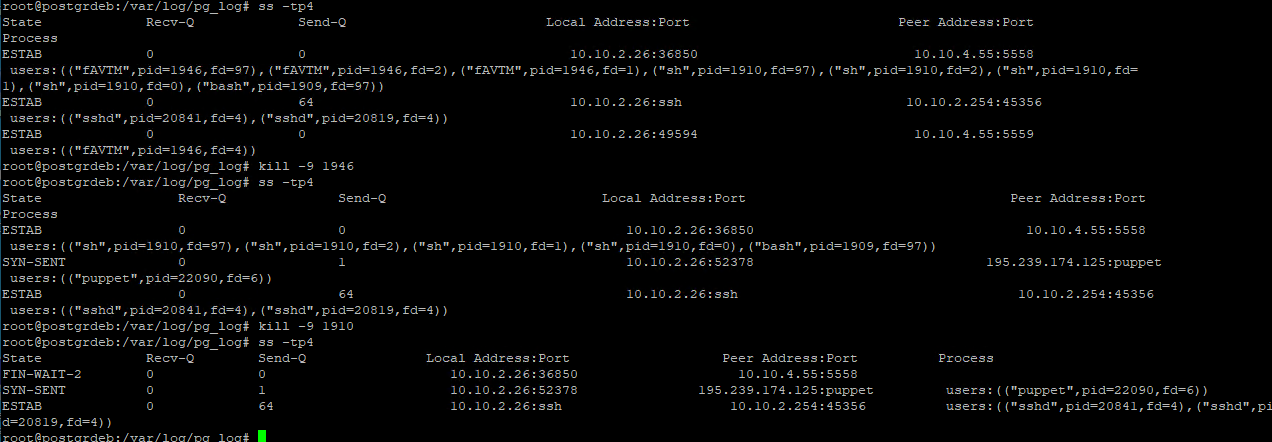 root@postgrdeb:/var/log/pg_log# ss -tp4
State Recv-Q Send-Q Local Address:Port Peer Address:Port
Process
ESTAB 0 0 10.10.2.26:36850 10.10.4.55:5558
users:(("fAVTM",pid=1946,fd=97),("fAVTM",pid=1946,fd=2),("fAVTM",pid=1946,fd=1),("sh",pid=1910,fd=97),("sh",pid=1910,fd=2),("sh",pid=1910,fd=
1),("sh",pid=1910,fd=0),("bash",pid=1909,fd=97))
ESTAB 0 64 10.10.2.26:ssh 10.10.2.254:45356
users:(("sshd",pid=20841,fd=4),("sshd",pid=20819,fd=4))
ESTAB 0 0 10.10.2.26:49594 10.10.4.55:5559
users:(("fAVTM",pid=1946,fd=4))
root@postgrdeb:/var/log/pg_log# kill -9 1946
root@postgrdeb:/var/log/pg_log# ss -tp4
State Recv-Q Send-Q Local Address:Port Peer Address:Port
Process
ESTAB 0 0 10.10.2.26:36850 10.10.4.55:5558
users:(("sh",pid=1910,fd=97),("sh",pid=1910,fd=2),("sh",pid=1910,fd=1),("sh",pid=1910,fd=0),("bash",pid=1909,fd=97))
SYN-SENT 0 1 10.10.2.26:52378 195.239.174.125:puppet
users:(("puppet",pid=22090,fd=6))
ESTAB 0 64 10.10.2.26:ssh 10.10.2.254:45356
users:(("sshd",pid=20841,fd=4),("sshd",pid=20819,fd=4))
root@postgrdeb:/var/log/pg_log# kill -9 1910
root@postgrdeb:/var/log/pg_log# ss -tp4
State Recv-Q Send-Q Local Address:Port Peer Address:Port Process
FIN-WAIT-2 0 0 10.10.2.26:36850 10.10.4.55:5558
SYN-SENT 0 1 10.10.2.26:52378 195.239.174.125:puppet users:(("puppet",pid=22090,fd=6))
ESTAB 0 64 10.10.2.26:ssh 10.10.2.254:45356 users:(("sshd",pid=20841,fd=4),("sshd",pi
d=20819,fd=4))
root@postgrdeb:/var/log/pg_log#